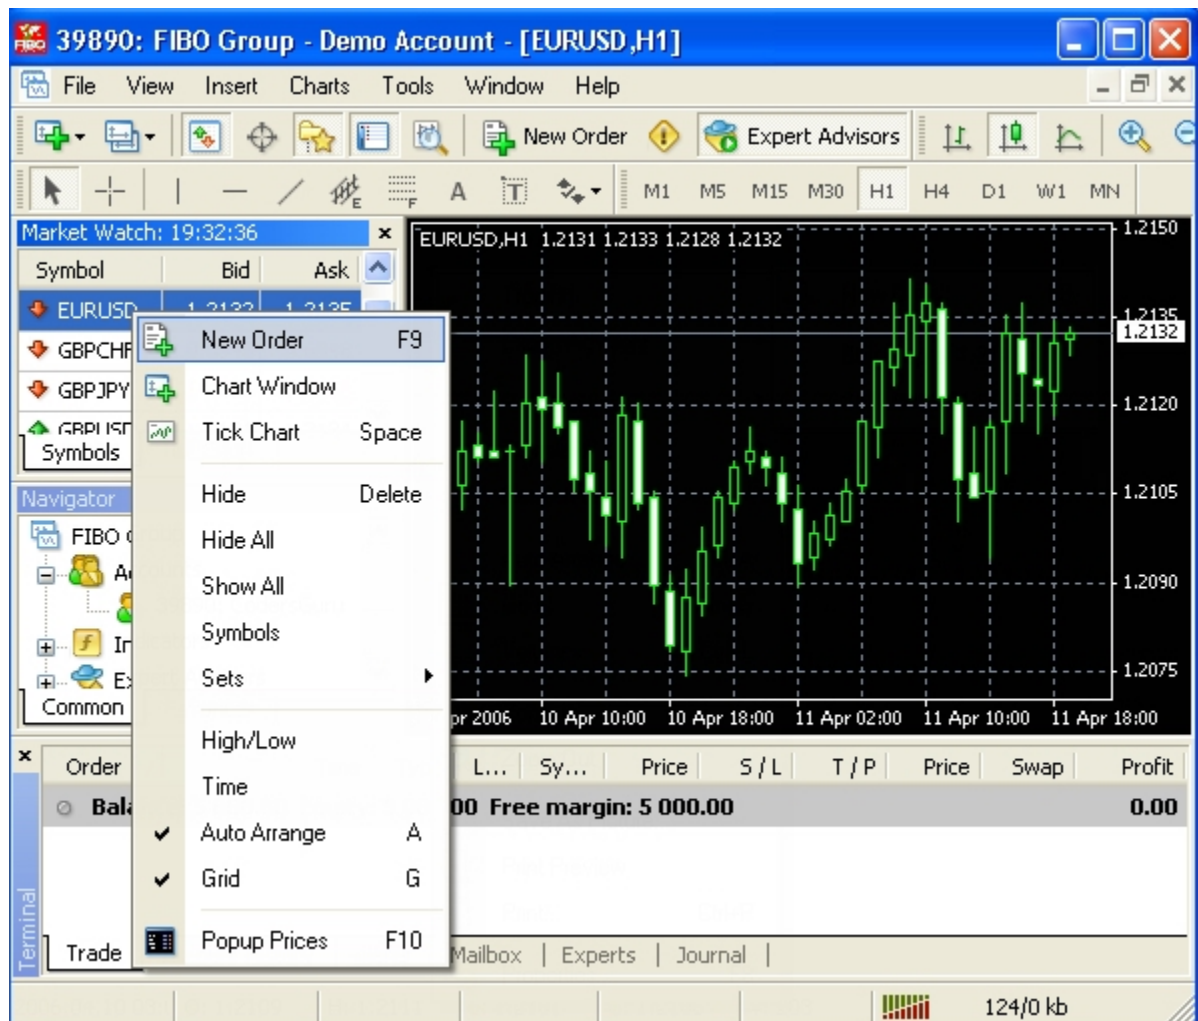 39890: FIBO Group - Demo Account - [EURUSD,H1]
File View Insert Charts Tools Window Help
New Order Expert Advisors
A T M1 M5 M15 M30 H1 H4 D1 W1 MN
Market Watch: 19:32:36
Symbol Bid Ask
EURUSD 1.2132 1.2135
GBPCHF
GBPJPY
GBPUSD
Symbols
New Order F9
Chart Window
Tick Chart Space
Hide Delete
Hide All
Show All
Symbols
Sets
High/Low
Time
Auto Arrange A
Grid G
Popup Prices F10
EURUSD,H1 1.2131 1.2133 1.2128 1.2132
1.2150
1.2135
1.2132
1.2120
1.2105
1.2090
1.2075
2006 10 Apr 10:00 10 Apr 18:00 11 Apr 02:00 11 Apr 10:00 11 Apr 18:00
Navigator
FIBO
Common
Order L... Sy... Price S / L T / P Price Swap Profit
00 Free margin: 5 000.00 0.00
Terminal
Trade Mailbox Experts Journal
124/0 kb